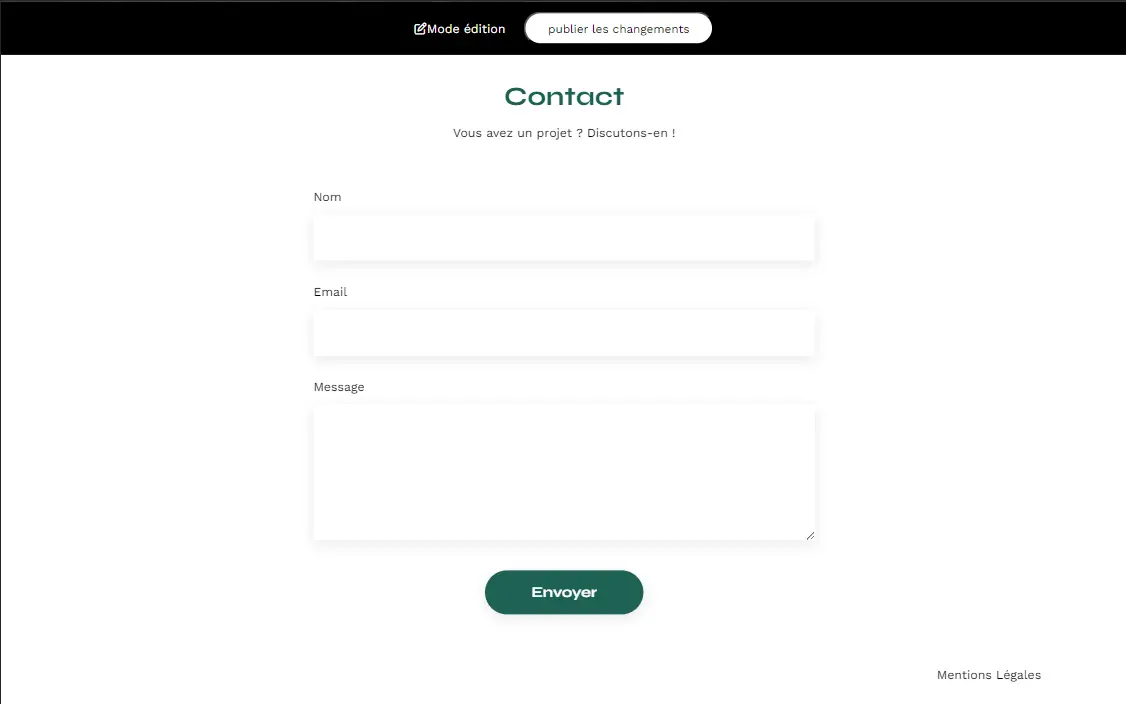 Mode édition
publier les changements
Contact
Vous avez un projet ? Discutons-en !
Nom
Email
Message
Envoyer
Mentions Légales